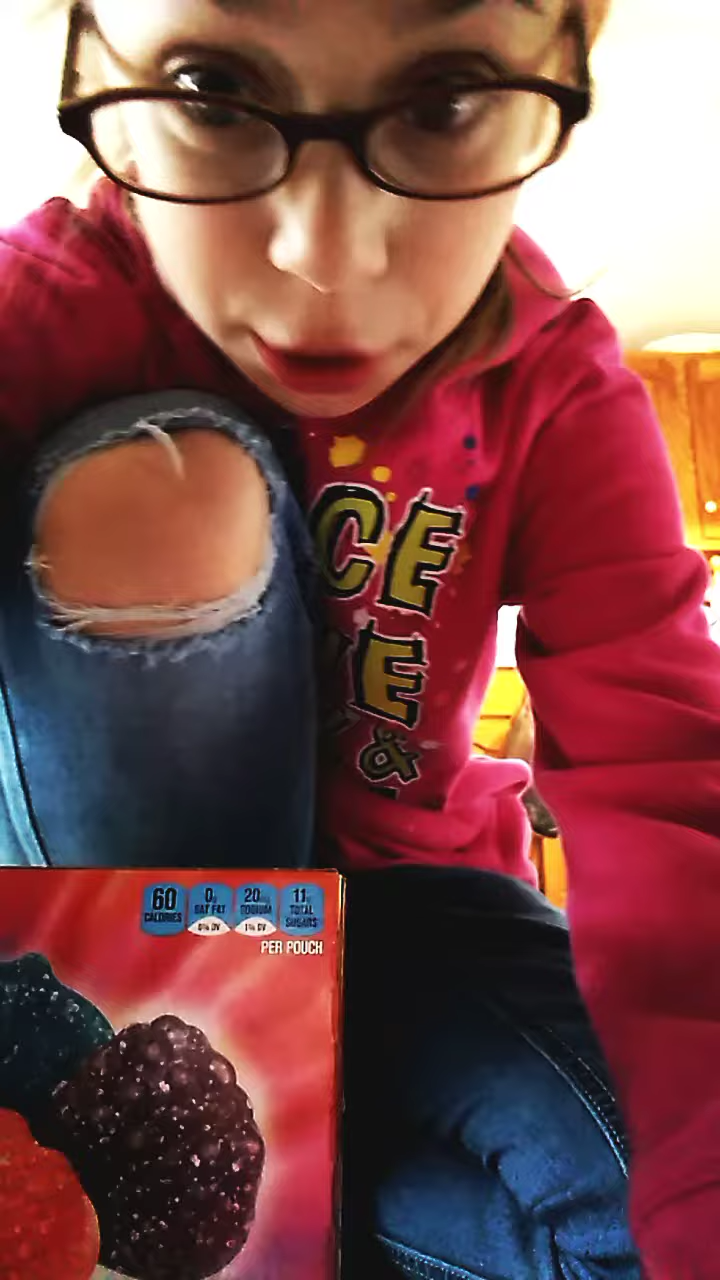 CE
E
&
60 0g 20mg 11g
CALORIES SAT FAT SODIUM TOTAL
SUGARS
0% DV 1% DV
PER POUCH